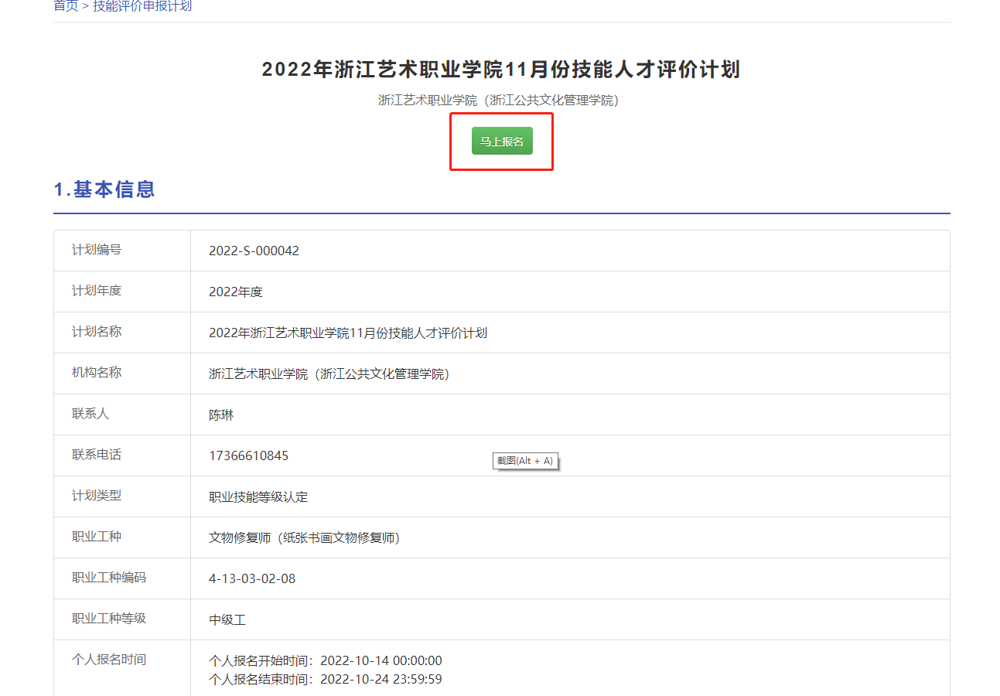 首页 > 技能评价申报计划
2022年浙江艺术职业学院11月份技能人才评价计划
浙江艺术职业学院（浙江公共文化管理学院）
马上报名
1.基本信息
计划编号 2022-S-000042
计划年度 2022年度
计划名称 2022年浙江艺术职业学院11月份技能人才评价计划
机构名称 浙江艺术职业学院（浙江公共文化管理学院）
联系人 陈琳
联系电话 17366610845
截图(Alt + A)
计划类型 职业技能等级认定
职业工种 文物修复师（纸张书画文物修复师）
职业工种编码 4-13-03-02-08
职业工种等级 中级工
个人报名时间 个人报名开始时间：2022-10-14 00:00:00
个人报名结束时间：2022-10-24 23:59:59